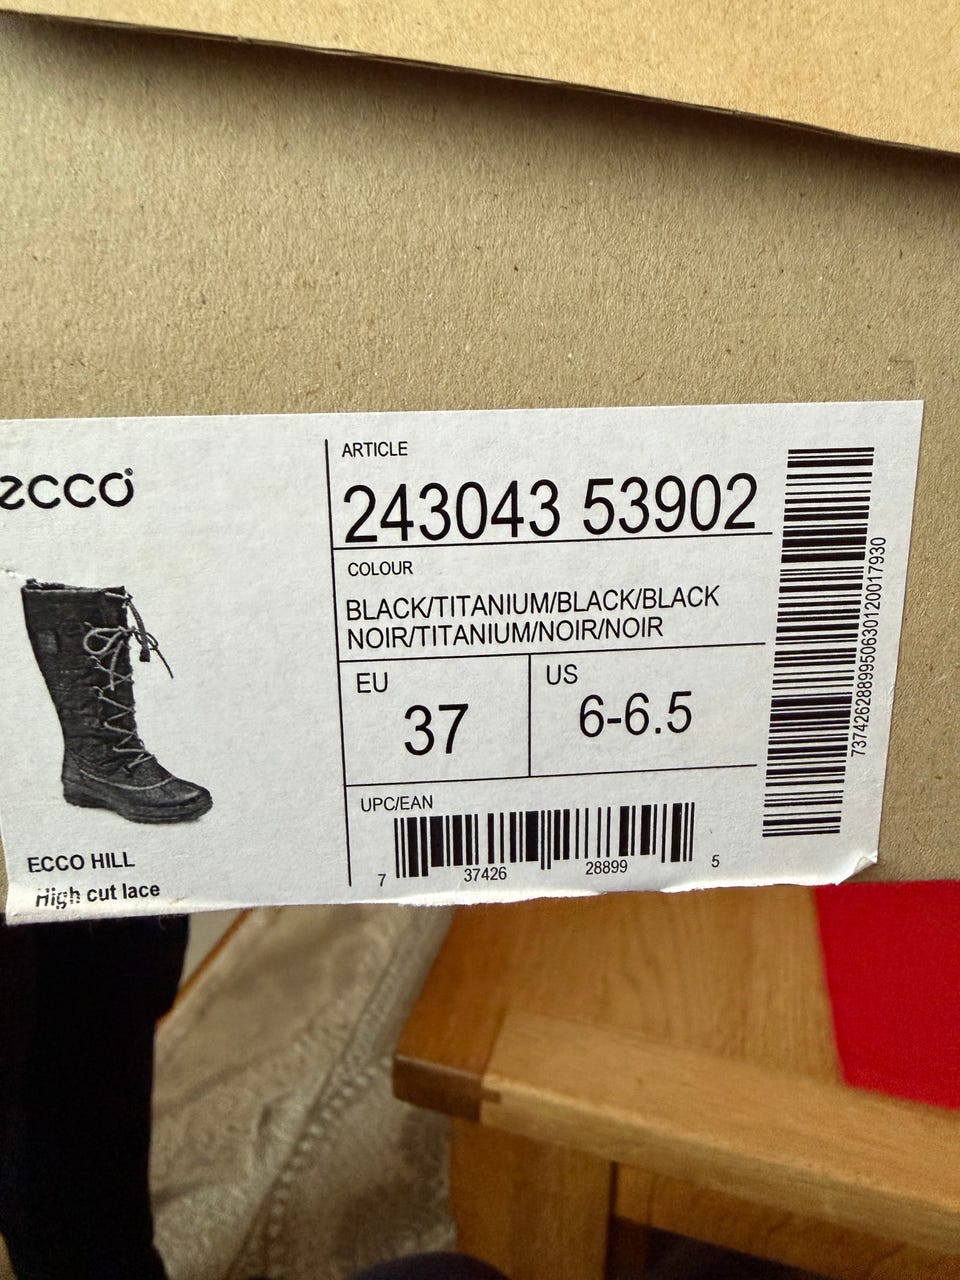 ecco
ECCO HILL
High cut lace
ARTICLE
243043 53902
COLOUR
BLACK/TITANIUM/BLACK/BLACK
NOIR/TITANIUM/NOIR/NOIR
EU
37
US
6-6.5
UPC/EAN
7 37426 28899 5
7374262889950630120017930